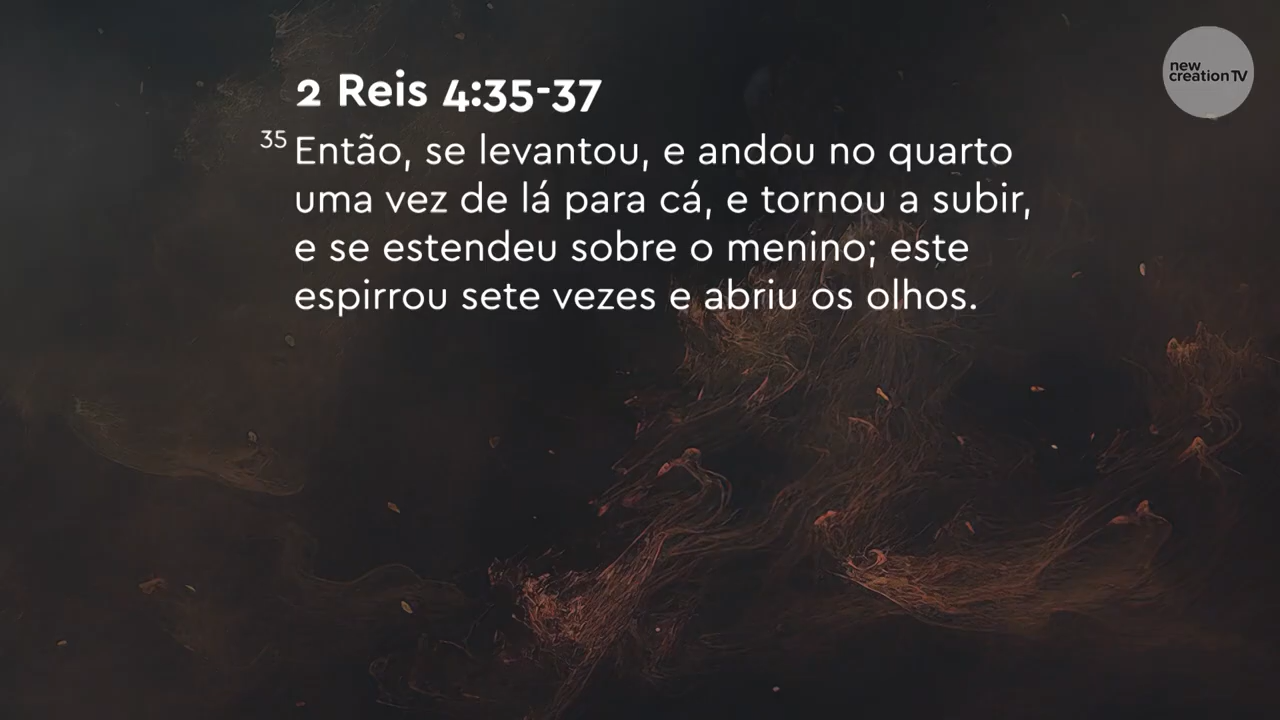 2 Reis 4:35-37
35 Então, se levantou, e andou no quarto
uma vez de lá para cá, e tornou a subir,
e se estendeu sobre o menino; este
espirrou sete vezes e abriu os olhos.
new
creation TV